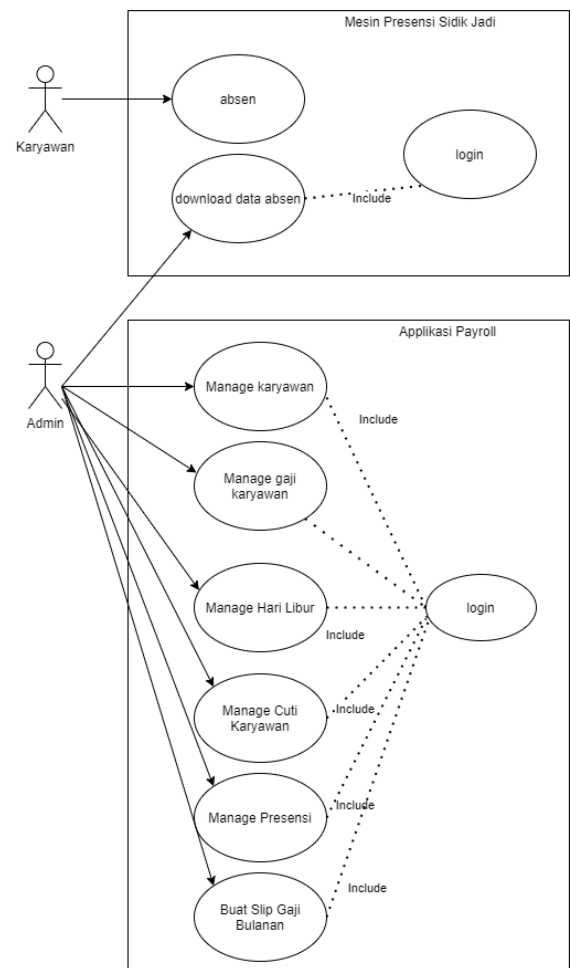 Mesin Presensi Sidik Jadi
absen
Karyawan
login
download data absen
Include
Applikasi Payroll
Manage karyawan
Admin
Include
Manage gaji
karyawan
Manage Hari Libur
login
Include
Manage Cuti
Karyawan
Include
Manage Presensi
Include
Include
Buat Slip Gaji
Bulanan